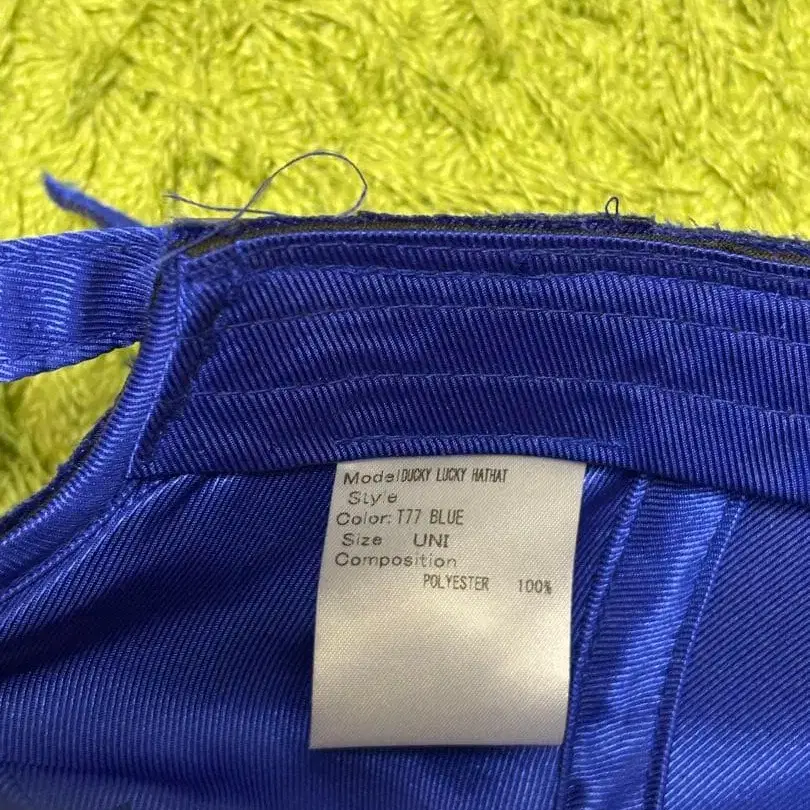 Model DUCKY LUCKY HATHAT
Style
Color: T77 BLUE
Size UNI
Composition
POLYESTER 100%